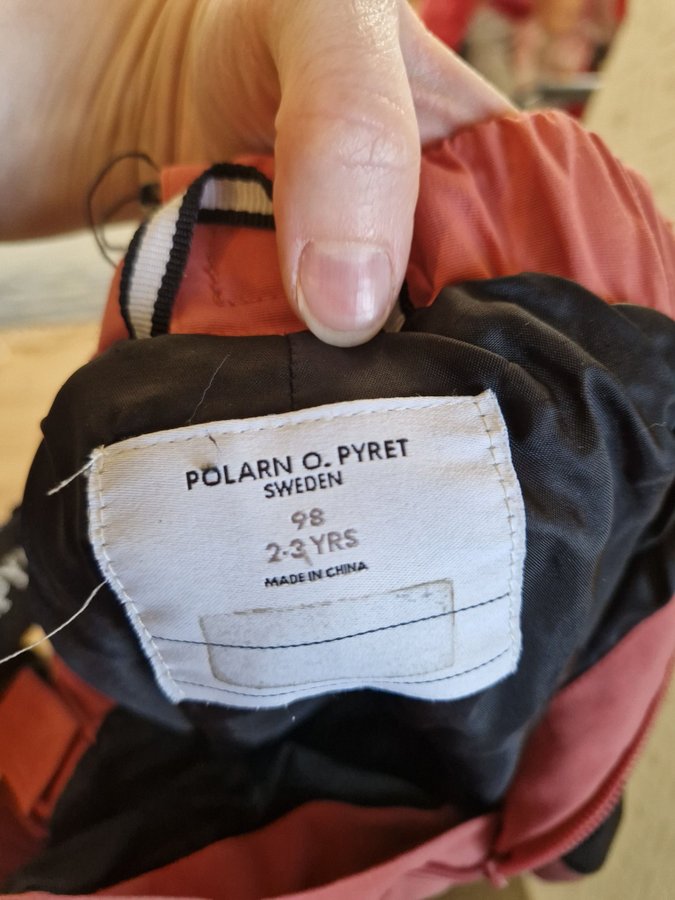 POLARN O. PYRET
SWEDEN
98
2-3 YRS
MADE IN CHINA